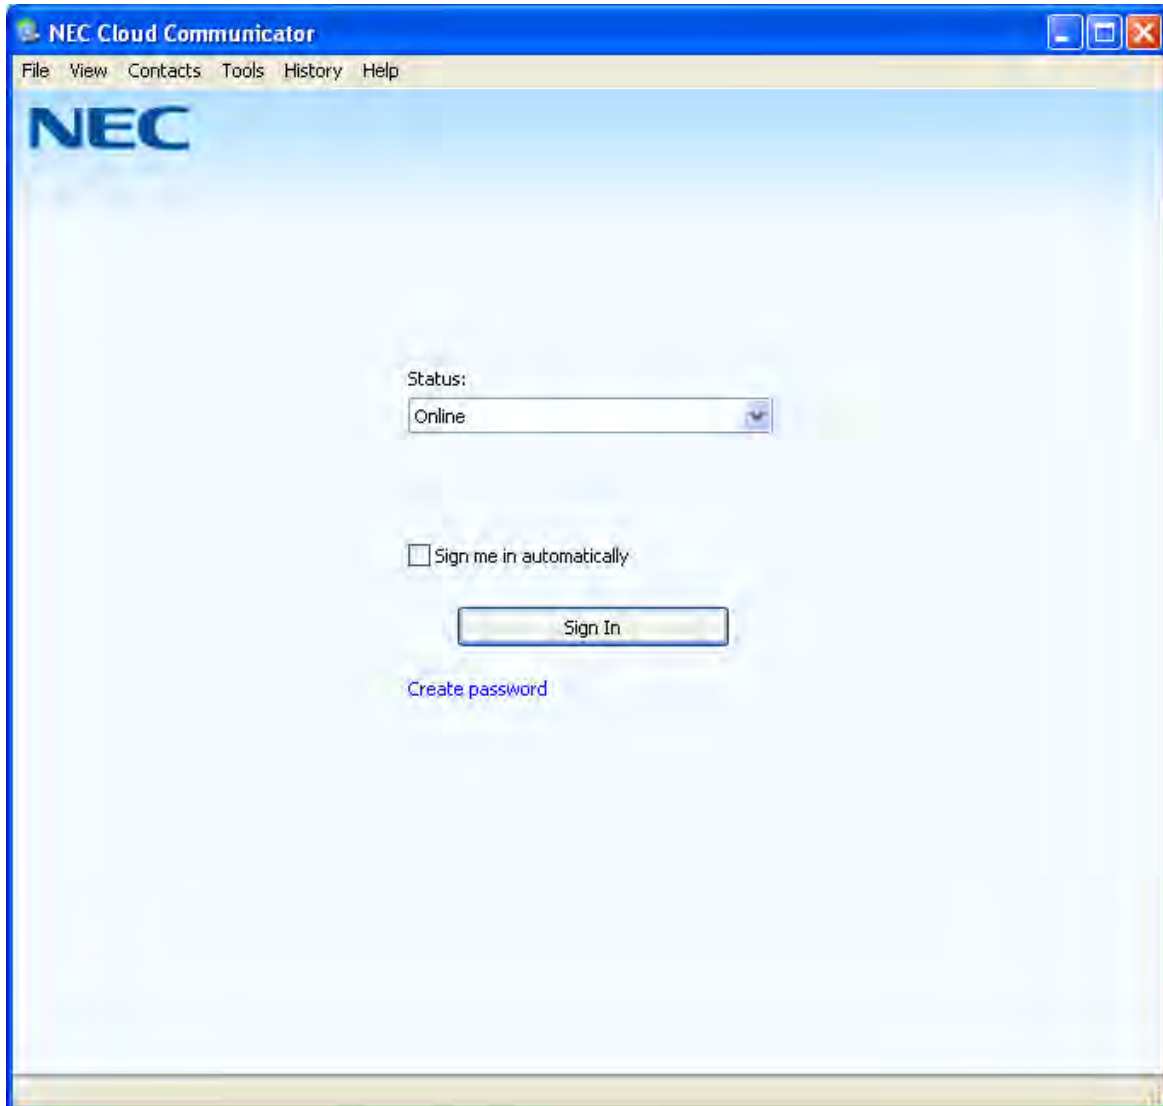 NEC Cloud Communicator
File View Contacts Tools History Help
NEC
Status:
Online
Sign me in automatically
Sign In
Create password